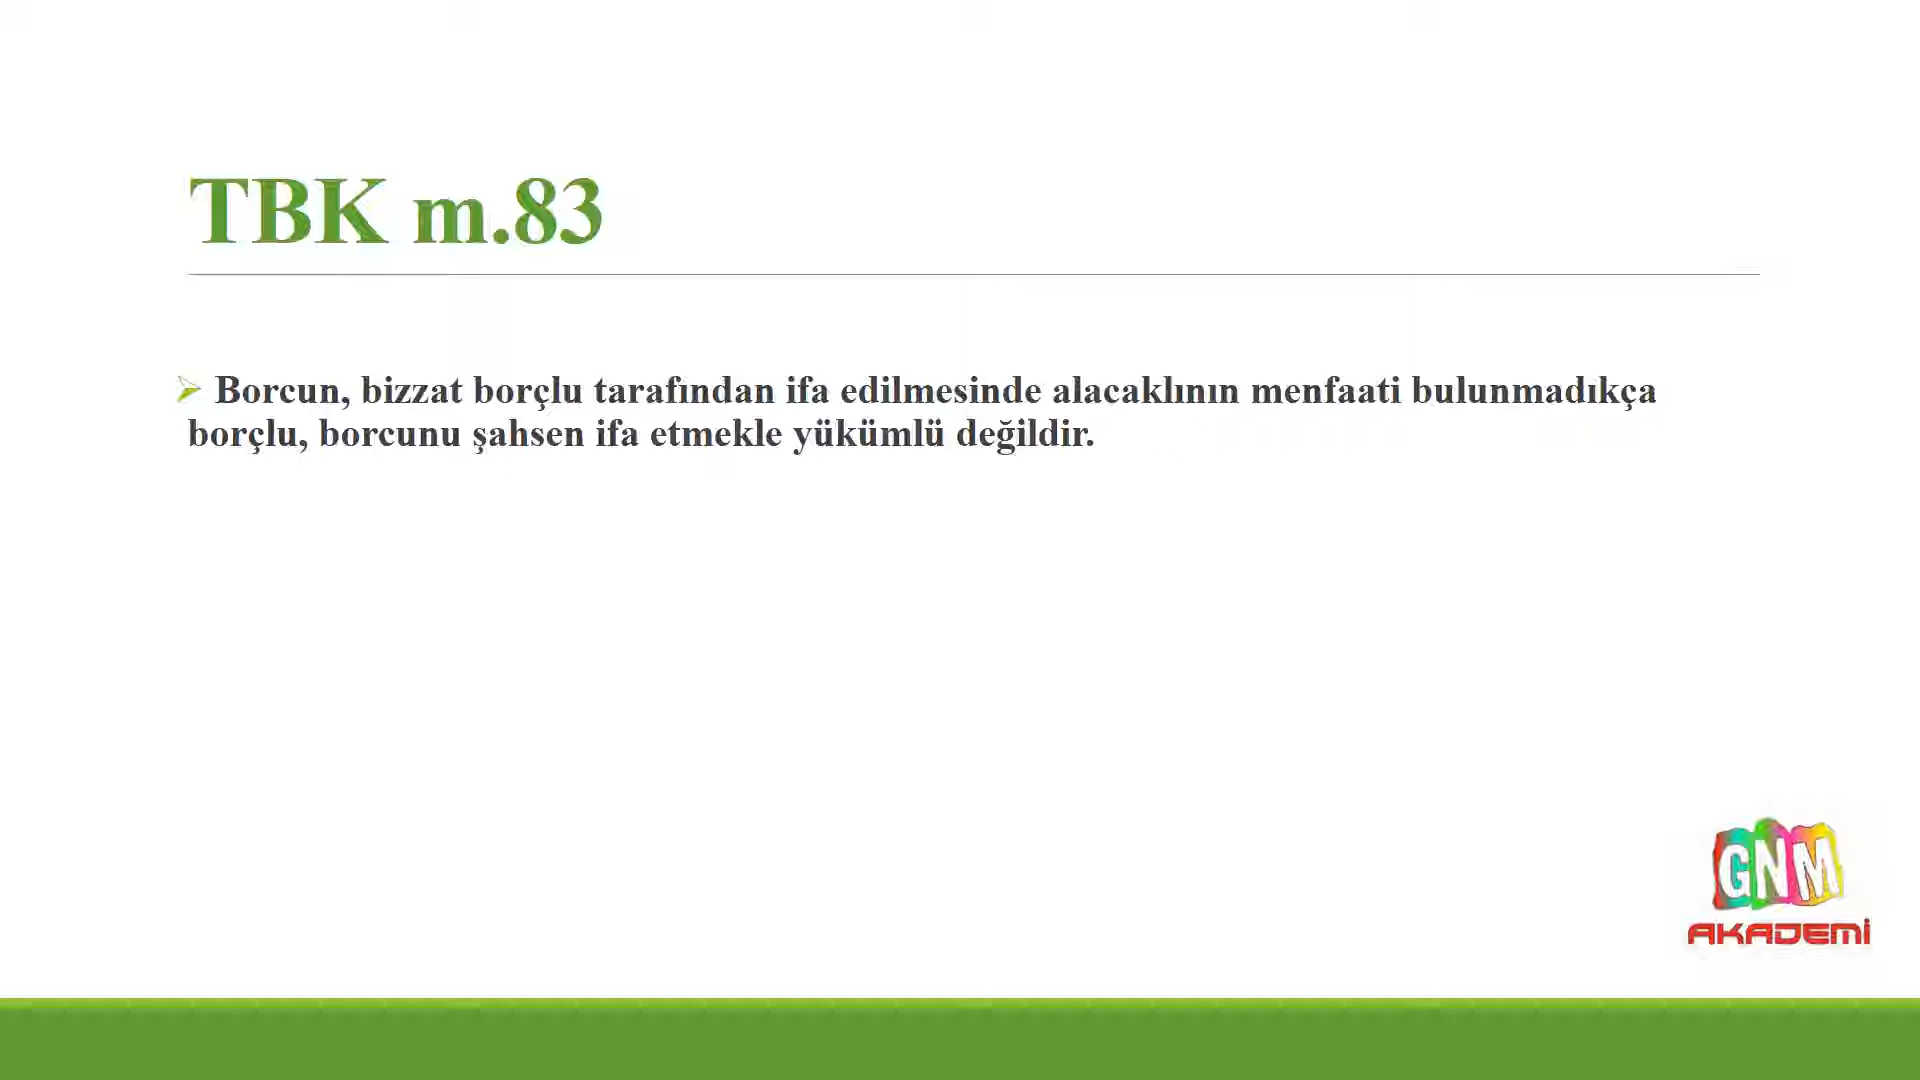 TBK m.83
Borcun, bizzat borçlu tarafından ifa edilmesinde alacaklının menfaati bulunmadıkça
borçlu, borcunu şahsen ifa etmekle yükümlü değildir.
GNM
AKADEMİ